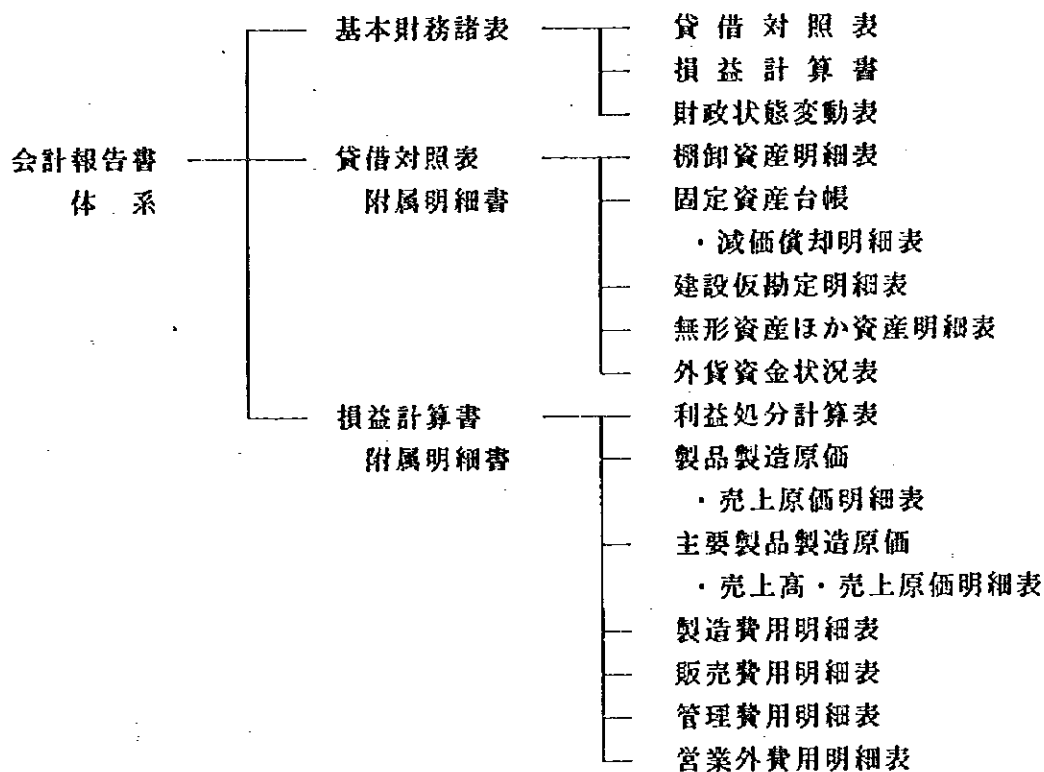 基本財務諸表
貸借対照表
損益計算書
財政状態変動表
会計報告書
体系
貸借対照表
附属明細書
棚卸資産明細表
固定資産台帳
・減価償却明細表
建設仮勘定明細表
無形資産ほか資産明細表
外貨資金状況表
損益計算書
附属明細書
利益処分計算表
製品製造原価
・売上原価明細表
主要製品製造原価
・売上高・売上原価明細表
製造費用明細表
販売費用明細表
管理費用明細表
営業外費用明細表